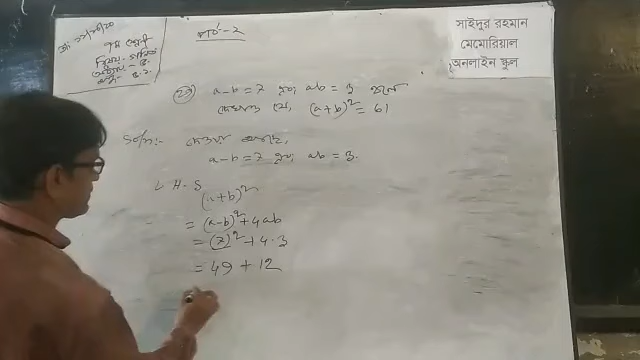 পার্ট-২
সাইদুর রহমান
মেমোরিয়াল
অনলাইন স্কুল
৭ম শ্রেণী
বিষয়:- গণিত
a-b = 7 এবং ab = 3 হলে
দেখাও যে, (a+b)² = 61
Soln:- দেওয়া আছে,
a-b = 7 এবং ab = 3.
L.H.S
(a+b)²
= (a-b)² + 4ab
= (7)² + 4.3
= 49 + 12